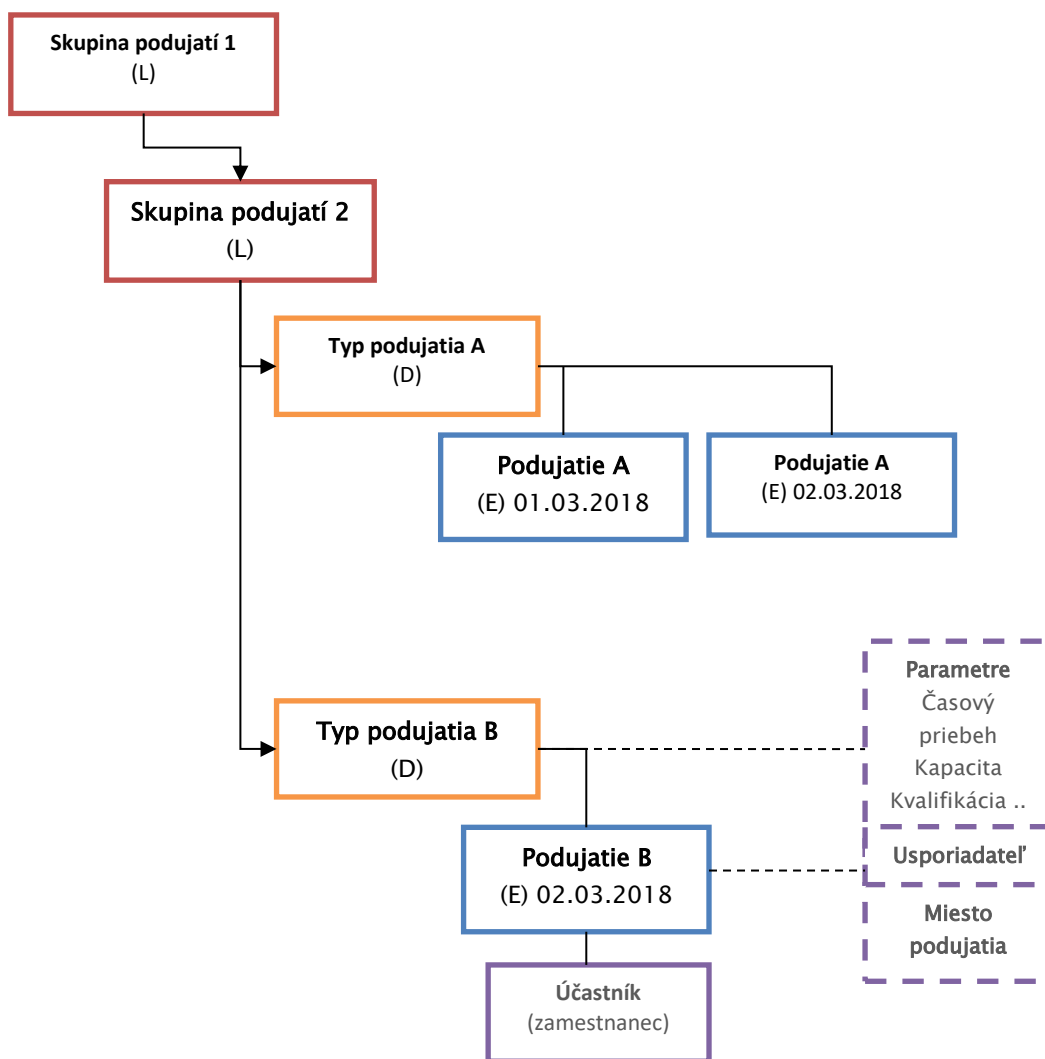 Skupina podujatí 1
(L)
Skupina podujatí 2
(L)
Typ podujatia A
(D)
Podujatie A
(E) 01.03.2018
Podujatie A
(E) 02.03.2018
Typ podujatia B
(D)
Parametre
Časový
priebeh
Kapacita
Kvalifikácia ..
Usporiadateľ
Miesto
podujatia
Podujatie B
(E) 02.03.2018
Účastník
(zamestnanec)